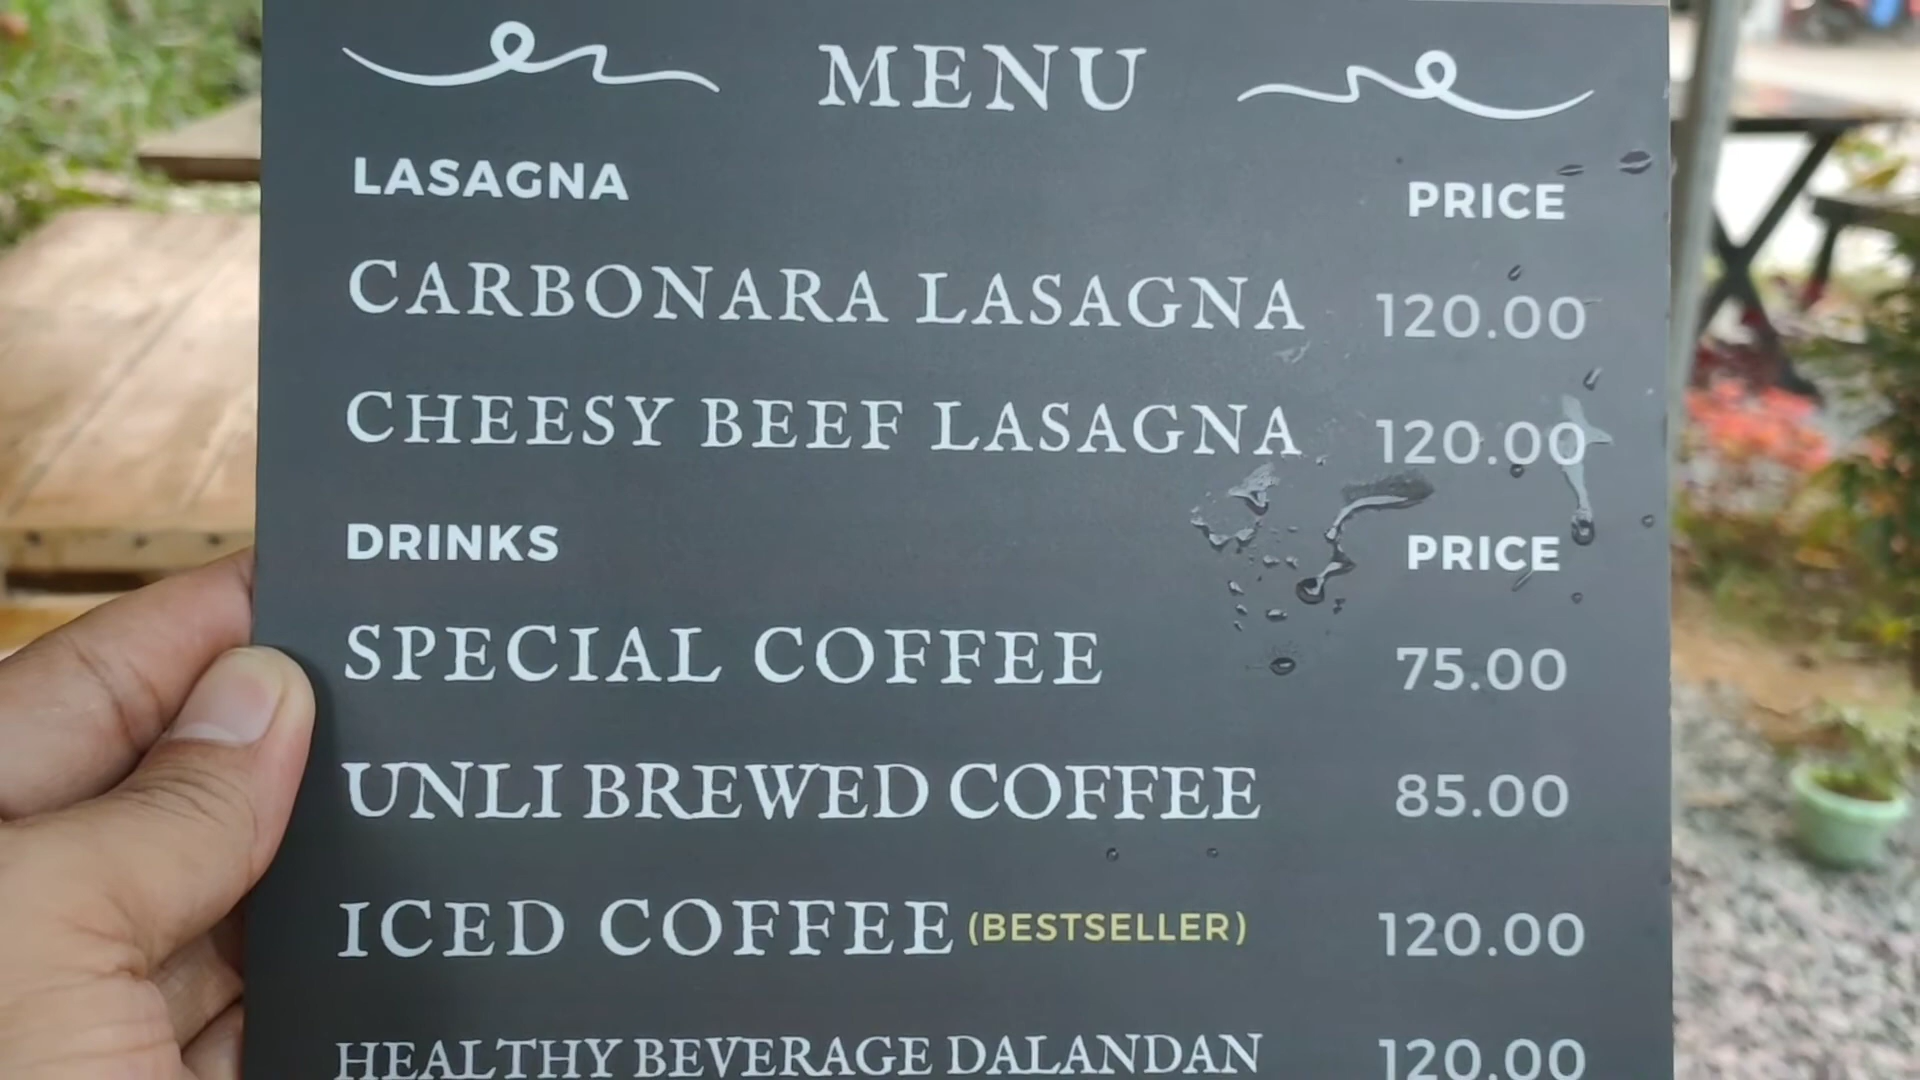 MENU
LASAGNA PRICE
CARBONARA LASAGNA 120.00
CHEESY BEEF LASAGNA 120.00
DRINKS PRICE
SPECIAL COFFEE 75.00
UNLI BREWED COFFEE 85.00
ICED COFFEE (BESTSELLER) 120.00
HEALTHY BEVERAGE DALANDAN 120.00